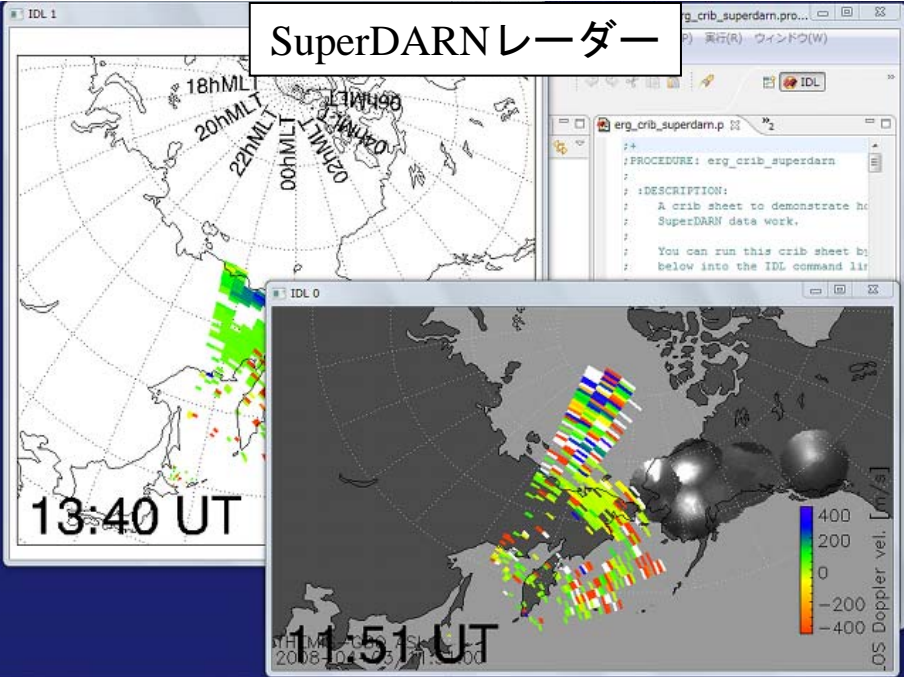 IDL 1
SuperDARNレーダー
rg_crib_superdarn.pro...
P) 実行(R) ウィンドウ(W)
IDL
18hMLT
20hMLT
22hMLT
00hMLT
02hMLT
04hMLT
06hMLT
erg_crib_superdarn.p
;+
;PROCEDURE: erg_crib_superdarn
;
; :DESCRIPTION:
; A crib sheet to demonstrate ho
; SuperDARN data work.
;
; You can run this crib sheet by
; below into the IDL command lin
13:40 UT
IDL 0
400
200
0
−200
−400
LOS Doppler vel. [m/s]
11:51 UT